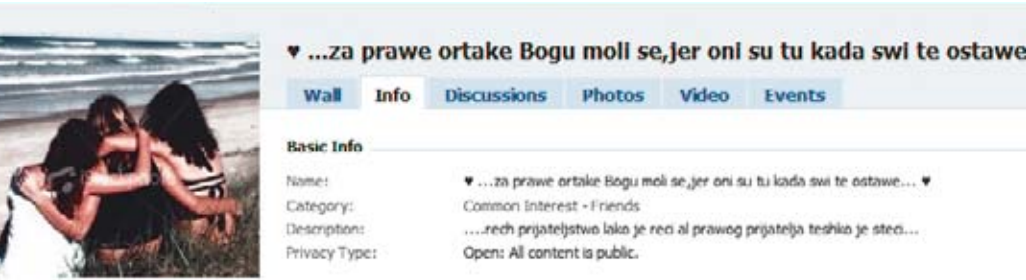 ♥ ...za prawe ortake Bogu moli se,jer oni su tu kada swi te ostawe
Wall Info Discussions Photos Video Events
Basic Info
Name: ♥ ...za prawe ortake Bogu moli se,jer oni su tu kada swi te ostawe... ♥
Category: Common Interest - Friends
Description: ....rech prijateljstwo lako je reci al prawog prijatelja teshko je steci...
Privacy Type: Open: All content is public.